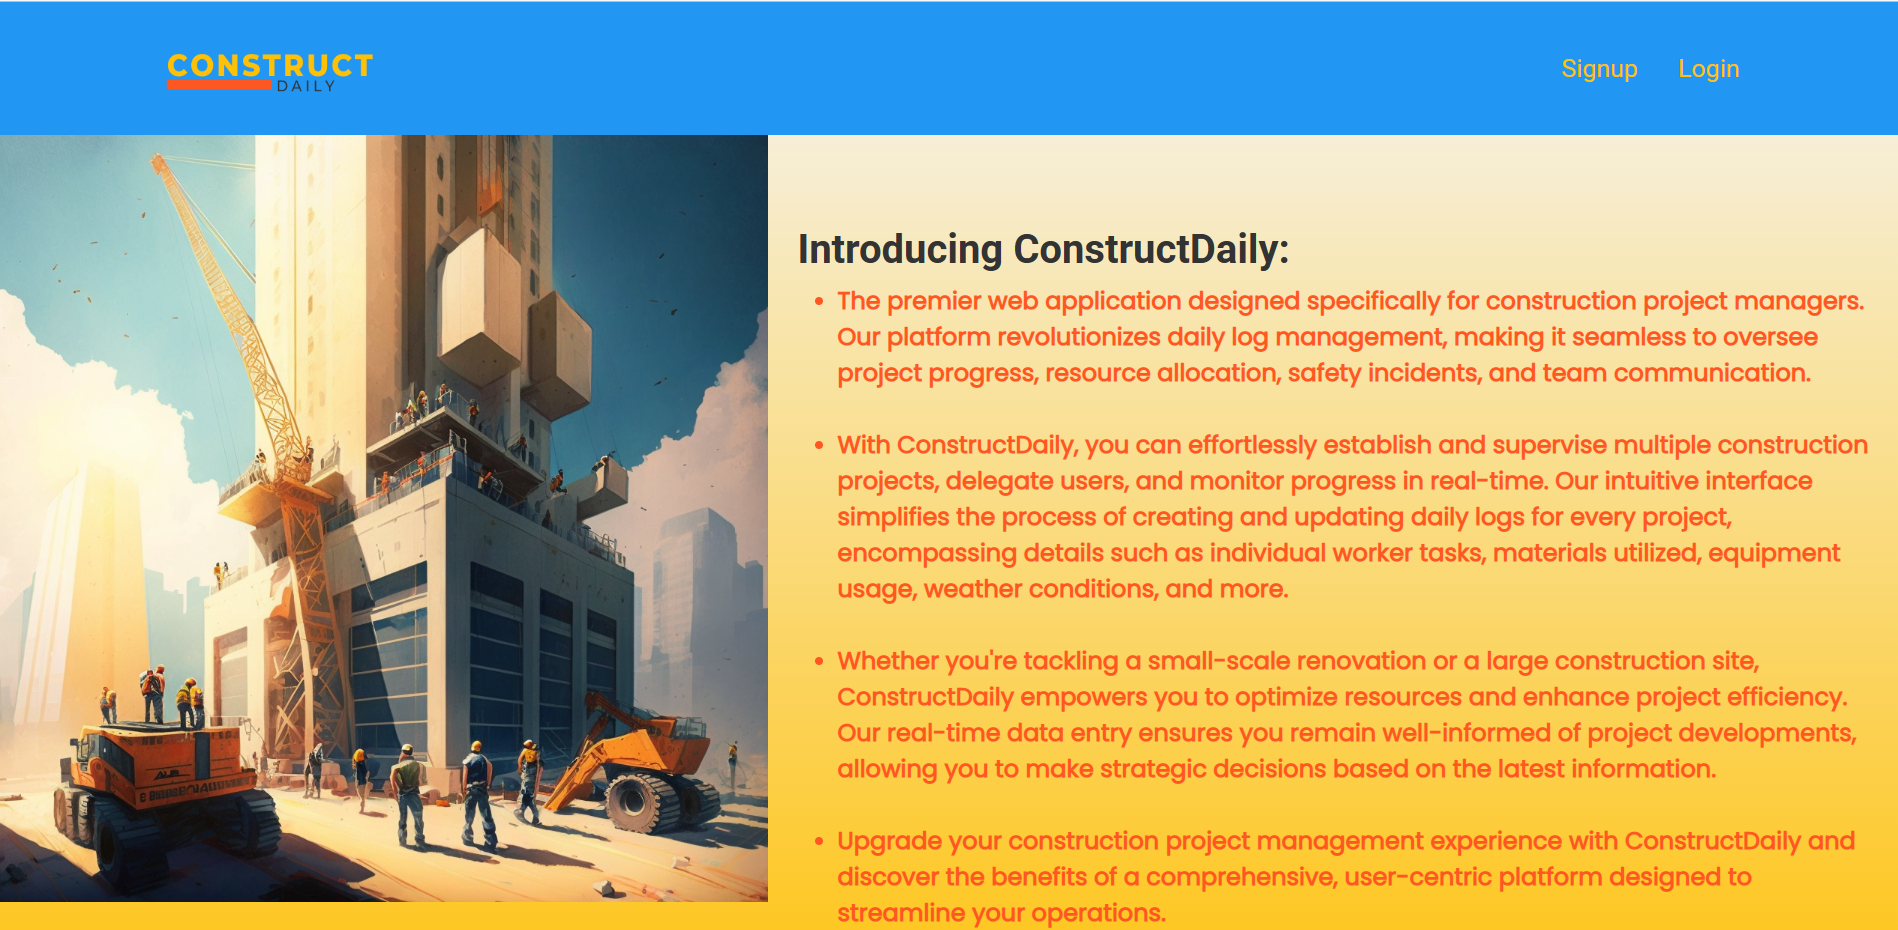 CONSTRUCT
DAILY
Signup Login
Introducing ConstructDaily:
• The premier web application designed specifically for construction project managers.
Our platform revolutionizes daily log management, making it seamless to oversee
project progress, resource allocation, safety incidents, and team communication.
• With ConstructDaily, you can effortlessly establish and supervise multiple construction
projects, delegate users, and monitor progress in real-time. Our intuitive interface
simplifies the process of creating and updating daily logs for every project,
encompassing details such as individual worker tasks, materials utilized, equipment
usage, weather conditions, and more.
• Whether you're tackling a small-scale renovation or a large construction site,
ConstructDaily empowers you to optimize resources and enhance project efficiency.
Our real-time data entry ensures you remain well-informed of project developments,
allowing you to make strategic decisions based on the latest information.
• Upgrade your construction project management experience with ConstructDaily and
discover the benefits of a comprehensive, user-centric platform designed to
streamline your operations.